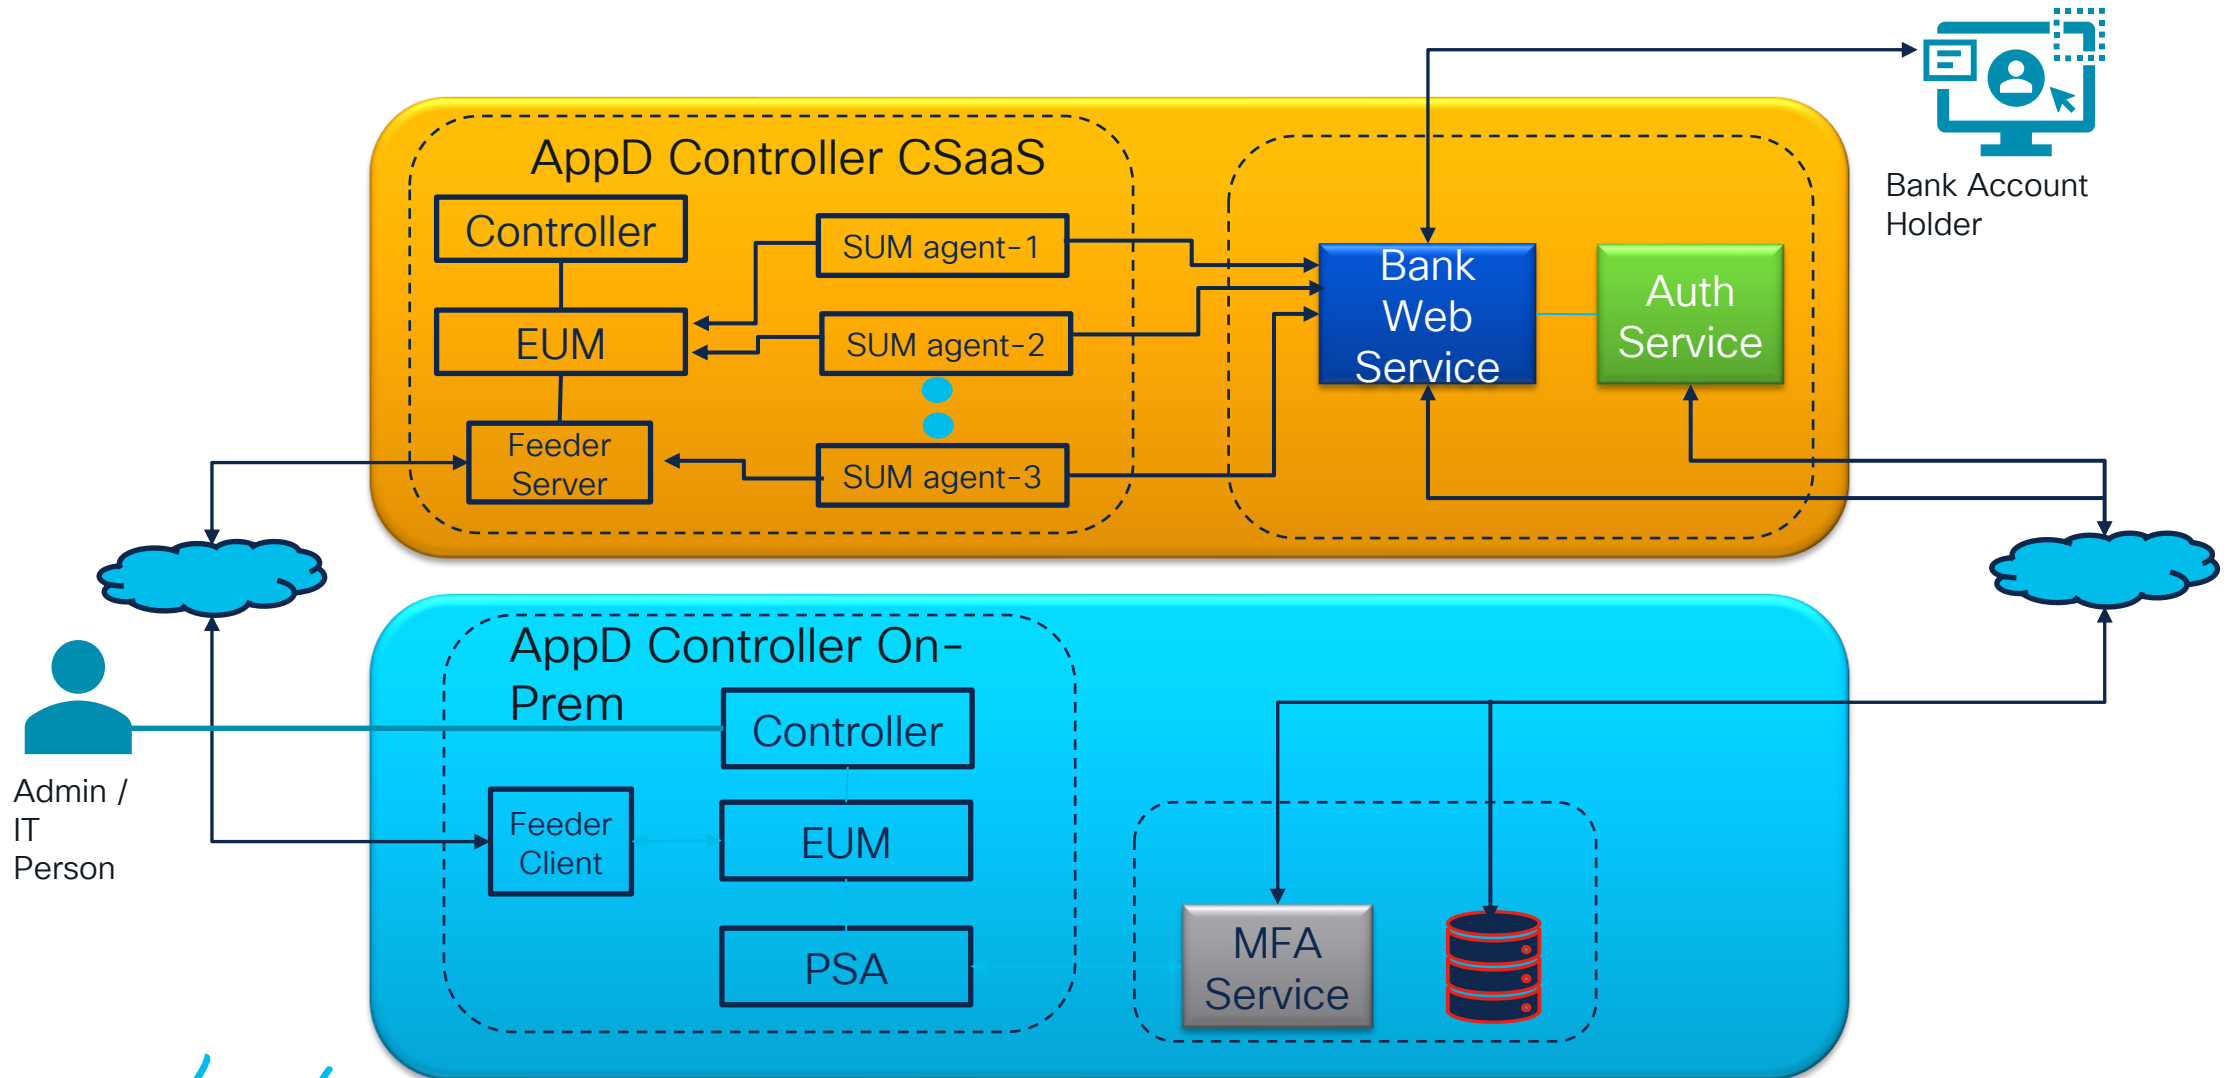 AppD Controller CSaaS
Controller
EUM
Feeder
Server
SUM agent-1
SUM agent-2
SUM agent-3
Bank
Web
Service
Auth
Service
Bank Account
Holder
Admin /
IT
Person
AppD Controller On-
Prem
Controller
Feeder
Client
EUM
PSA
MFA
Service